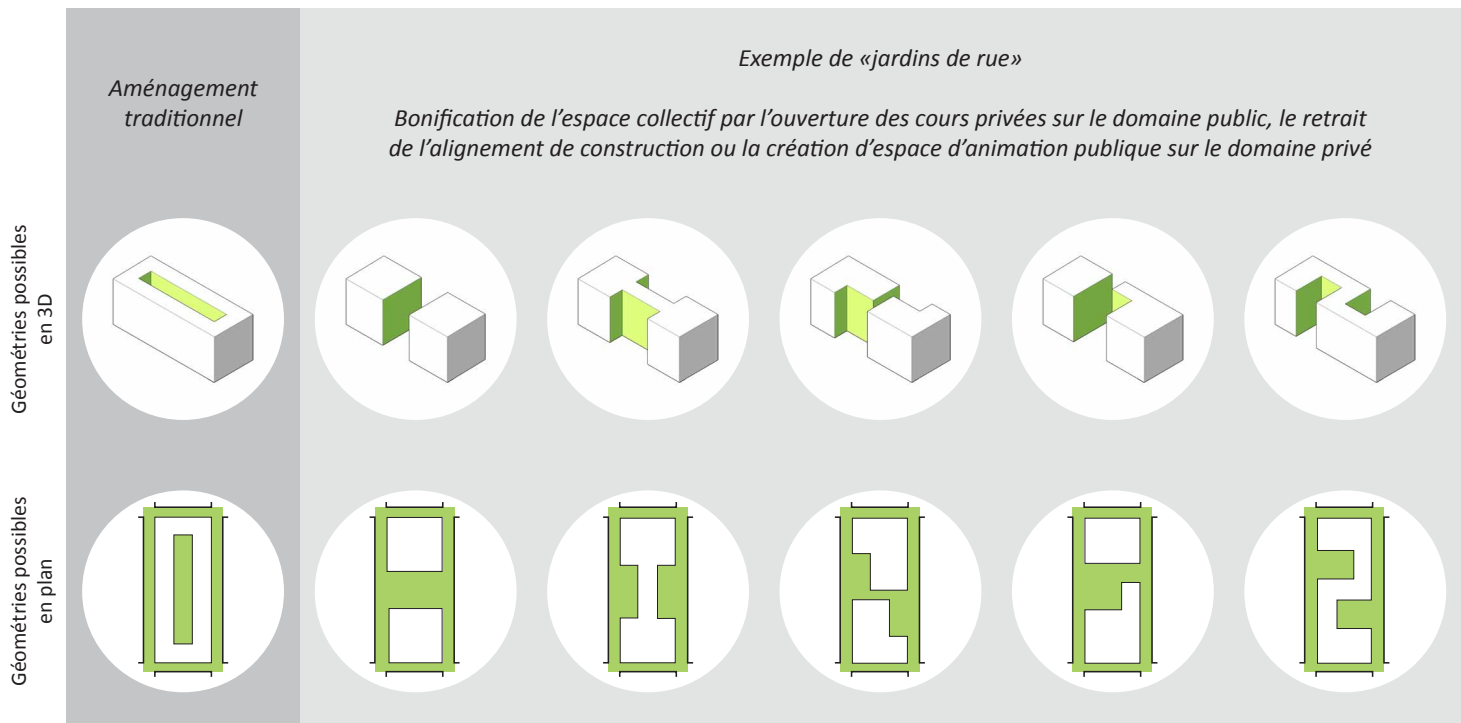 Aménagement
traditionnel
Exemple de «jardins de rue»
Bonification de l’espace collectif par l’ouverture des cours privées sur le domaine public, le retrait
de l’alignement de construction ou la création d’espace d’animation publique sur le domaine privé
Géométries possibles
en 3D
Géométries possibles
en plan